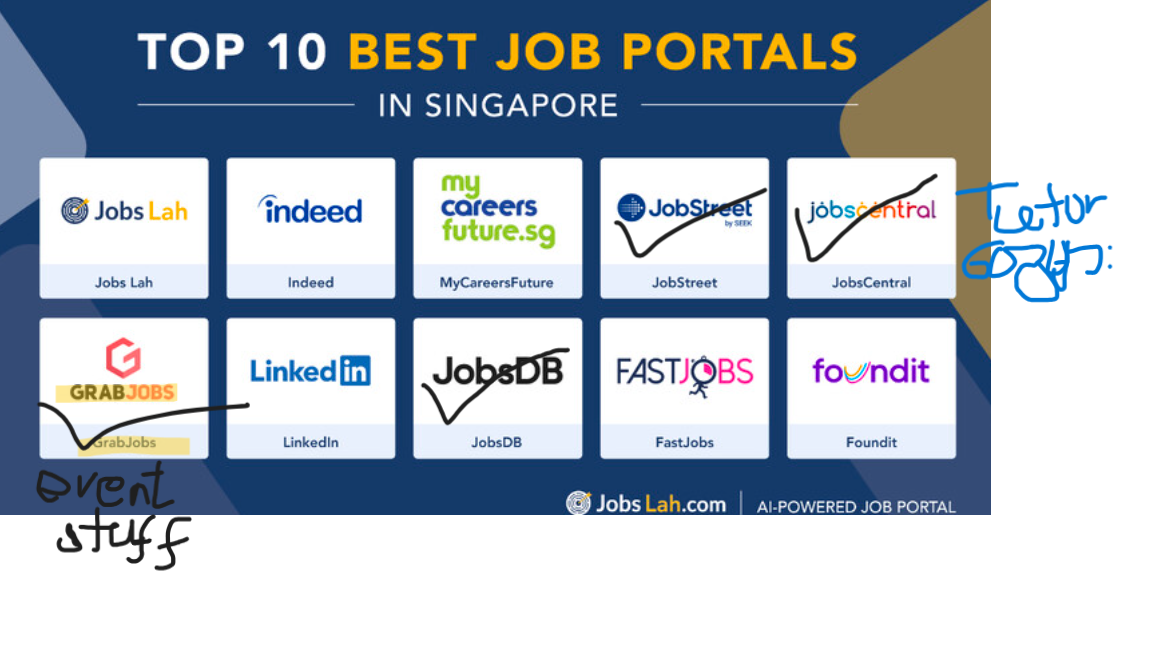 TOP 10 BEST JOB PORTALS
IN SINGAPORE
Jobs Lah
indeed
my
careers
future.sg
JobStreet
by SEEK
jobscentral
Jobs Lah
Indeed
MyCareersFuture
JobStreet
JobsCentral
GRABJOBS
LinkedIn
JobsDB
FASTJOBS
foundit
GrabJobs
LinkedIn
JobsDB
FastJobs
Foundit
event
stuff
Jobs Lah.com
AI-POWERED JOB PORTAL